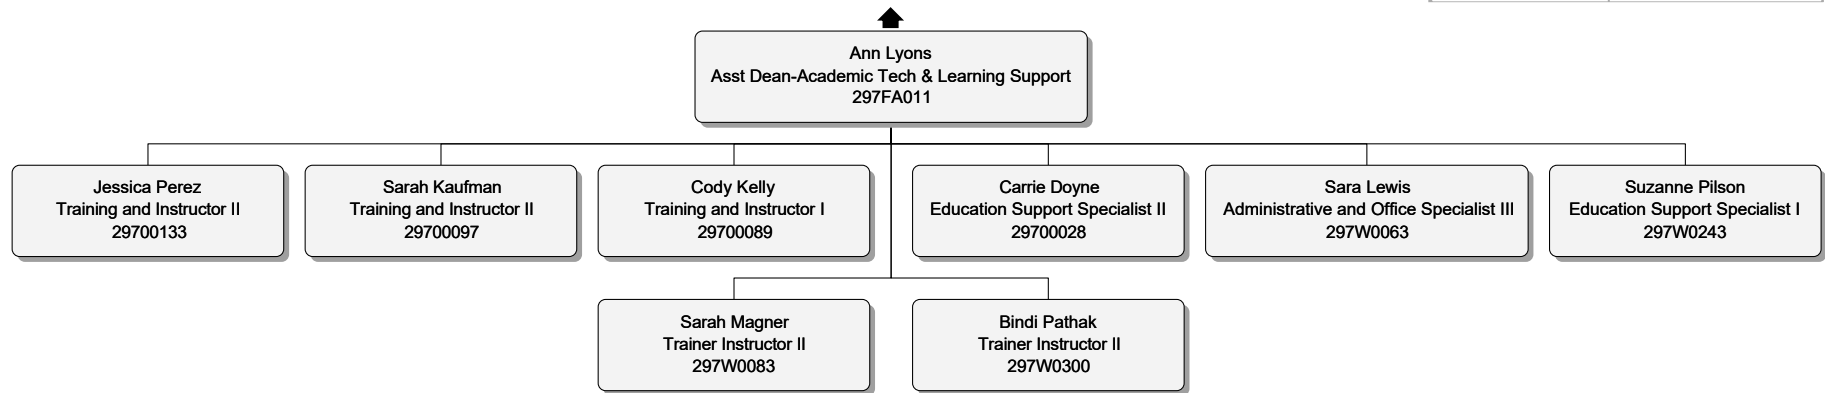 Ann Lyons
Asst Dean-Academic Tech & Learning Support
297FA011
Jessica Perez
Training and Instructor II
29700133
Sarah Kaufman
Training and Instructor II
29700097
Cody Kelly
Training and Instructor I
29700089
Carrie Doyne
Education Support Specialist II
29700028
Sara Lewis
Administrative and Office Specialist III
297W0063
Suzanne Pilson
Education Support Specialist I
297W0243
Sarah Magner
Trainer Instructor II
297W0083
Bindi Pathak
Trainer Instructor II
297W0300